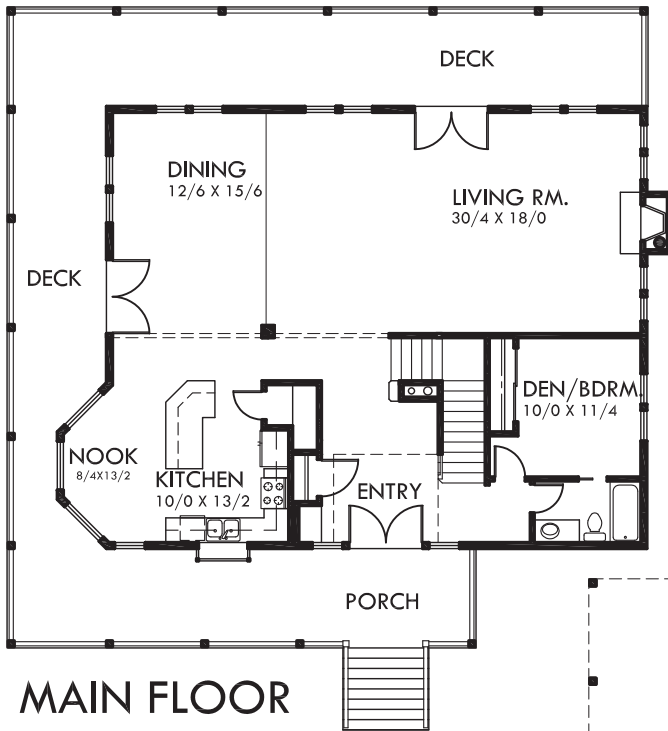 DECK
DINING
12/6 X 15/6
LIVING RM.
30/4 X 18/0
DECK
DEN/BDRM.
10/0 X 11/4
NOOK
8/4X13/2
KITCHEN
10/0 X 13/2
ENTRY
PORCH
MAIN FLOOR